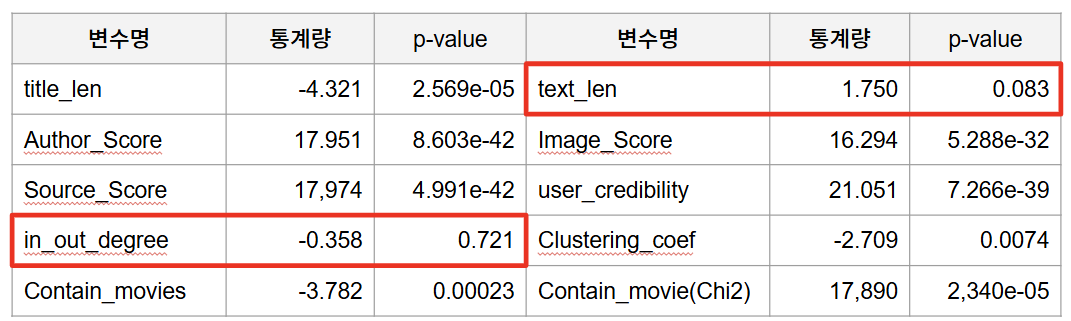 변수명 통계량 p-value 변수명 통계량 p-value
title_len -4.321 2.569e-05 text_len 1.750 0.083
Author_Score 17.951 8.603e-42 Image_Score 16.294 5.288e-32
Source_Score 17,974 4.991e-42 user_credibility 21.051 7.266e-39
in_out_degree -0.358 0.721 Clustering_coef -2.709 0.0074
Contain_movies -3.782 0.00023 Contain_movie(Chi2) 17,890 2,340e-05